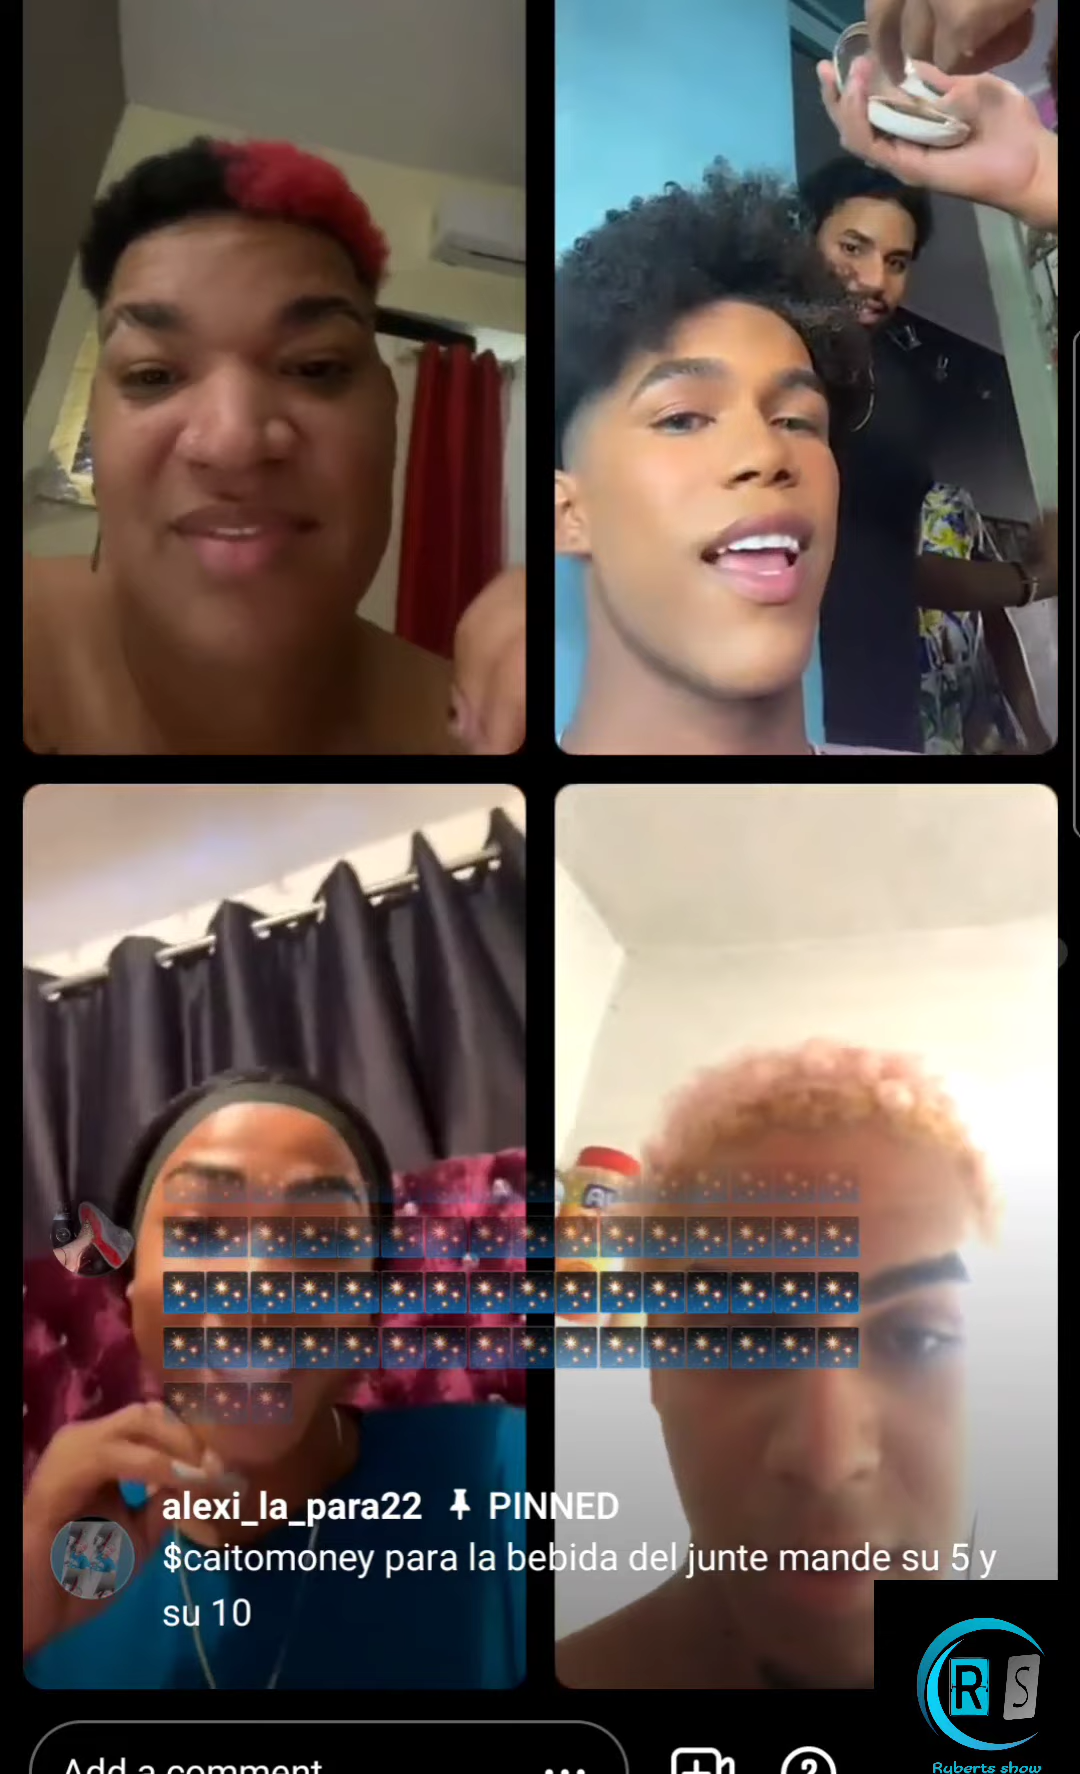 alexi_la_para22 📌 PINNED
$caitomoney para la bebida del junte mande su 5 y
su 10
R S
Ryberts show
Add a comment ...